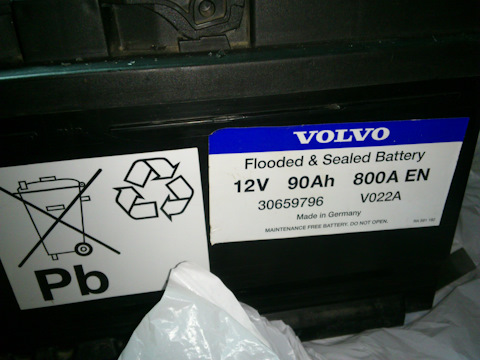 VOLVO
Flooded & Sealed Battery
12V 90Ah 800A EN
30659796 V022A
Made in Germany
MAINTENANCE FREE BATTERY. DO NOT OPEN.
Pb